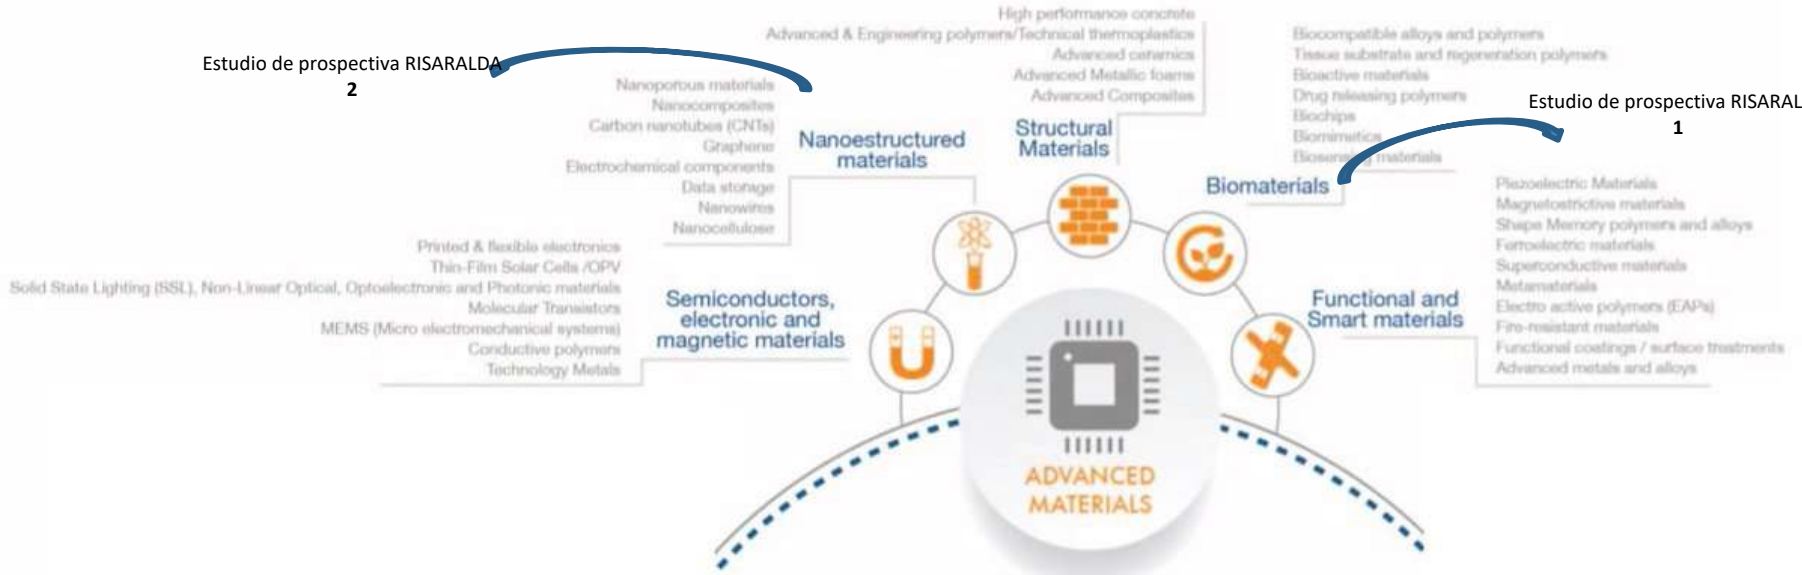 High performance concrete
Advanced & Engineering polymers/Technical thermoplastics
Advanced ceramics
Advanced Metallic foams
Advanced Composites
Structural
Materials
Estudio de prospectiva RISARALDA
2
Nanoporous materials
Nanocomposites
Carbon nanotubes (CNTs)
Graphene
Electrochemical components
Data storage
Nanowires
Nanocellulose
Nanoestructured
materials
Biocompatible alloys and polymers
Tissue substrate and regeneration polymers
Bioactive materials
Drug releasing polymers
Biochips
Biomimetics
Biosensing materials
Biomaterials
Estudio de prospectiva RISARAL
1
Printed & flexible electronics
Thin-Film Solar Cells /OPV
Solid State Lighting (SSL), Non-Linear Optical, Optoelectronic and Photonic materials
Molecular Transistors
MEMS (Micro electromechanical systems)
Conductive polymers
Technology Metals
Semiconductors,
electronic and
magnetic materials
Piezoelectric Materials
Magnetostrictive materials
Shape Memory polymers and alloys
Ferroelectric materials
Superconductive materials
Metamaterials
Electro active polymers (EAPs)
Fire-resistant materials
Functional coatings / surface treatments
Advanced metals and alloys
Functional and
Smart materials
ADVANCED
MATERIALS